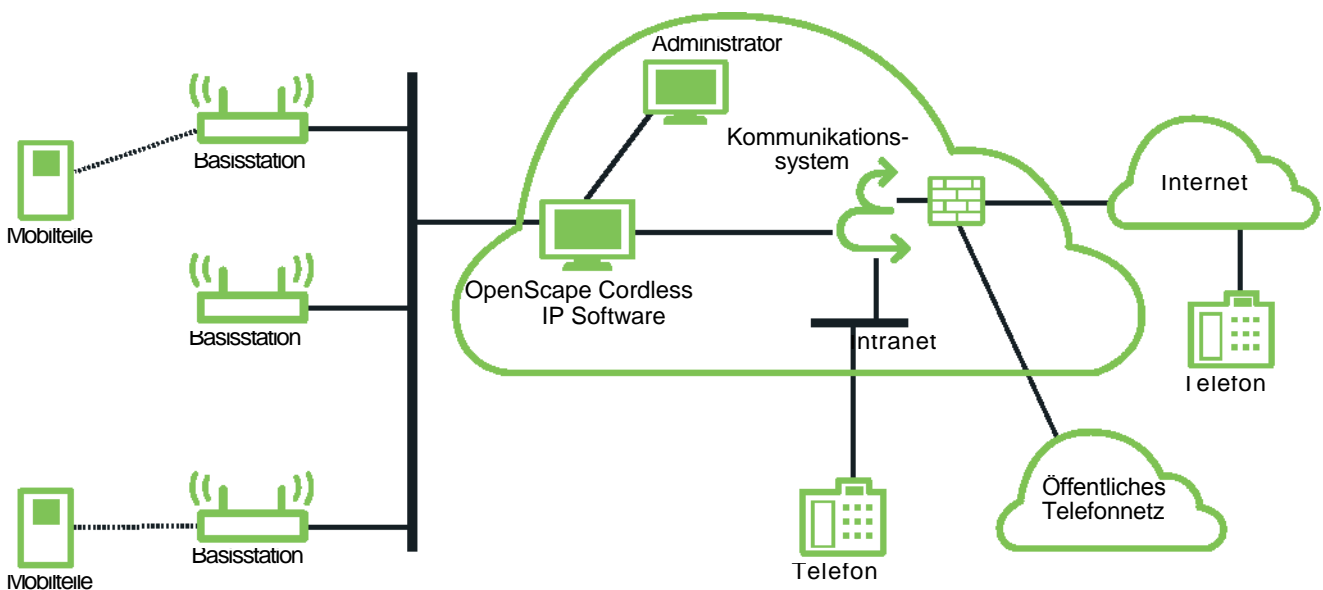 Administrator
Basisstation
Kommunikations-
system
Internet
Mobilteile
OpenScape Cordless
IP Software
Basisstation
Intranet
Telefon
Öffentliches
Telefonnetz
Basisstation
Mobilteile
Telefon